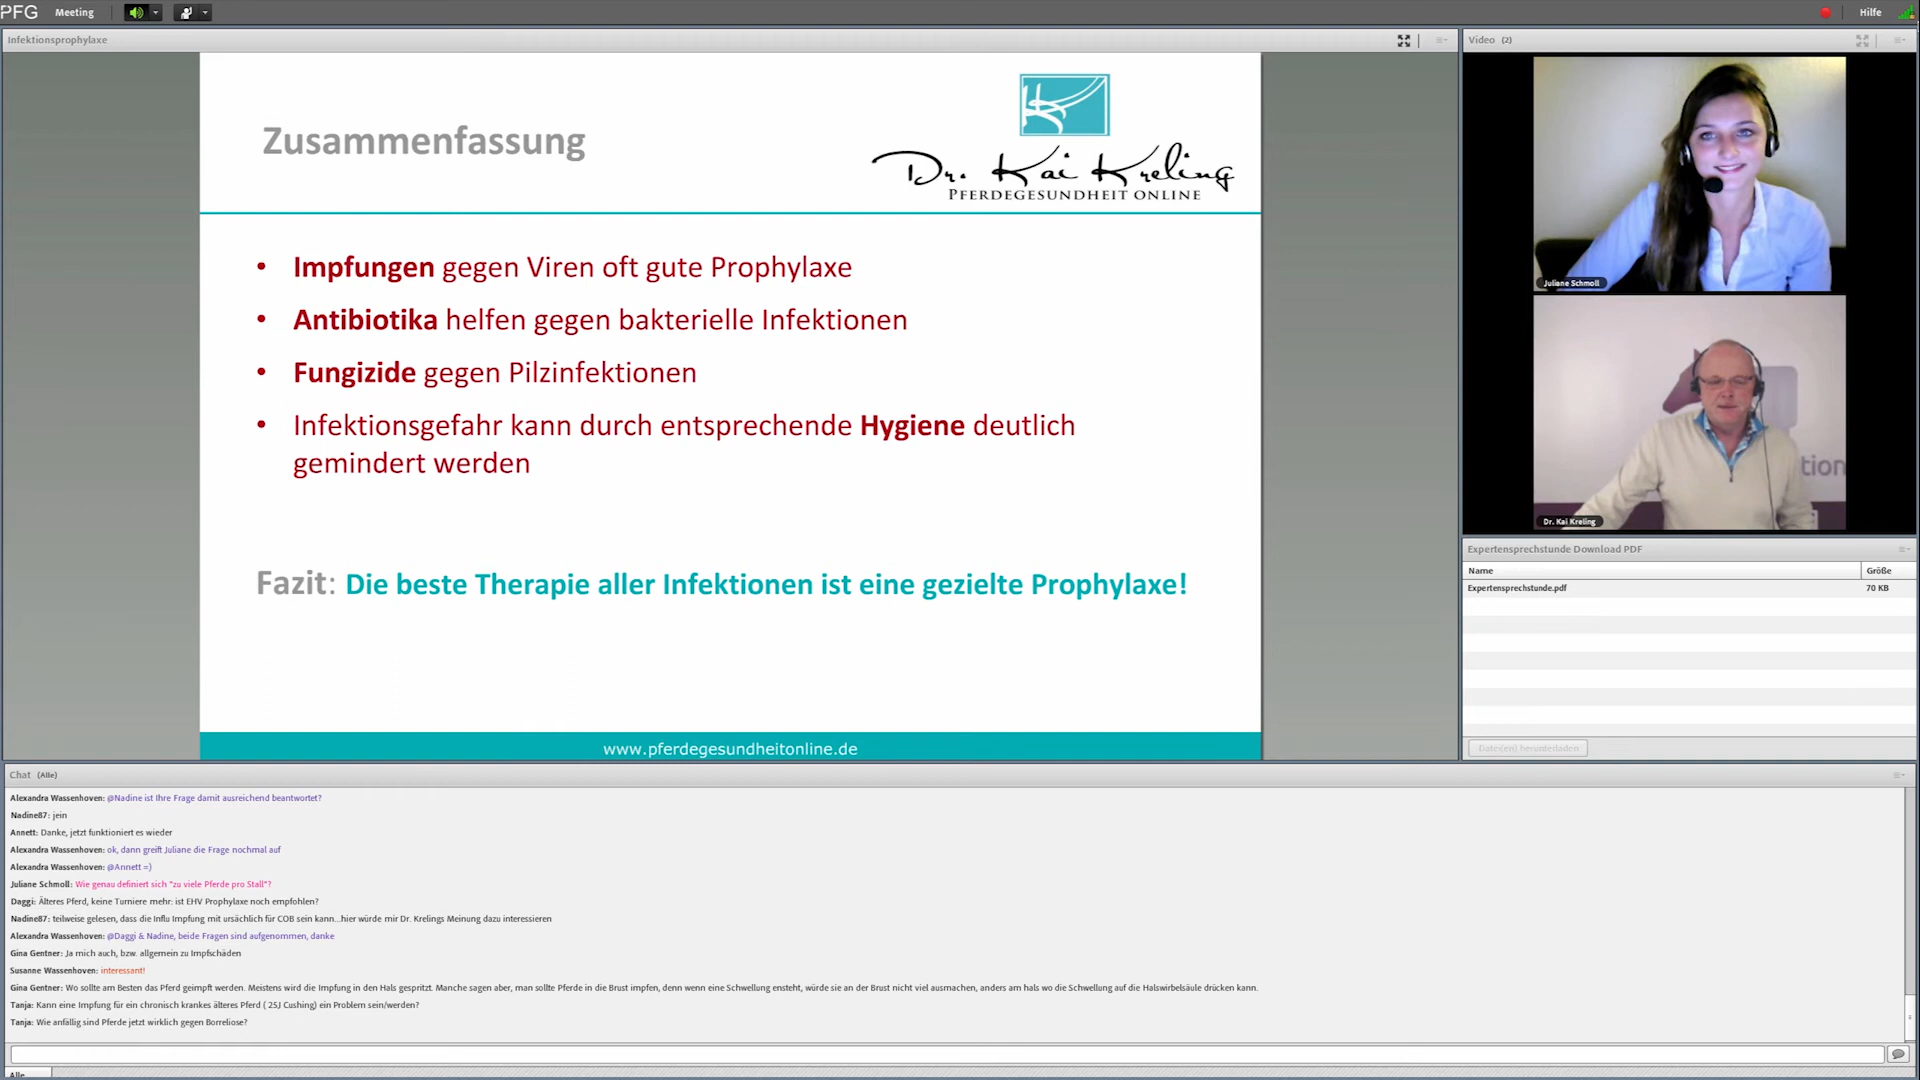 PFG Meeting Hilfe
Infektionsprophylaxe
Zusammenfassung
Dr. Kai Kreling
PFERDEGESUNDHEIT ONLINE
• Impfungen gegen Viren oft gute Prophylaxe
• Antibiotika helfen gegen bakterielle Infektionen
• Fungizide gegen Pilzinfektionen
• Infektionsgefahr kann durch entsprechende Hygiene deutlich
gemindert werden
Fazit: Die beste Therapie aller Infektionen ist eine gezielte Prophylaxe!
www.pferdegesundheitonline.de
Video (2)
Juliane Schmoll
tion
Dr. Kai Kreling
Expertensprechstunde Download PDF
Name Größe
Expertensprechstunde.pdf 70 KB
Datei(en) herunterladen
Chat (Alle)
Alexandra Wassenhoven: @Nadine ist Ihre Frage damit ausreichend beantwortet?
Nadine87: jein
Annett: Danke, jetzt funktioniert es wieder
Alexandra Wassenhoven: ok, dann greift Juliane die Frage nochmal auf
Alexandra Wassenhoven: @Annett =)
Juliane Schmoll: Wie genau definiert sich "zu viele Pferde pro Stall"?
Daggi: Älteres Pferd, keine Turniere mehr: ist EHV Prophylaxe noch empfohlen?
Nadine87: teilweise gelesen, dass die Influ Impfung mit ursächlich für COB sein kann...hier würde mir Dr. Krelings Meinung dazu interessieren
Alexandra Wassenhoven: @Daggi & Nadine, beide Fragen sind aufgenommen, danke
Gina Gentner: Ja mich auch, bzw. allgemein zu Impfschäden
Susanne Wassenhoven: interessant!
Gina Gentner: Wo sollte am Besten das Pferd geimpft werden. Meistens wird die Impfung in den Hals gespritzt. Manche sagen aber, man sollte Pferde in die Brust impfen, denn wenn eine Schwellung ensteht, würde sie an der Brust nicht viel ausmachen, anders am hals wo die Schwellung auf die Halswirbelsäule drücken kann.
Tanja: Kann eine Impfung für ein chronisch krankes älteres Pferd ( 25J Cushing) ein Problem sein/werden?
Tanja: Wie anfällig sind Pferde jetzt wirklich gegen Borreliose?
Alle